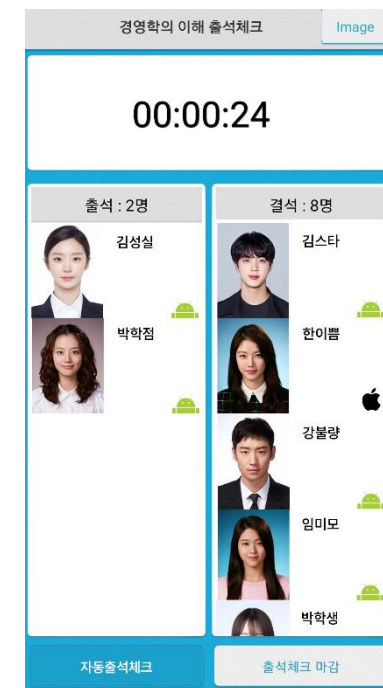 경영학의 이해 출석체크
Image
00:00:24
출석 : 2명
김성실
박학점
결석 : 8명
김스타
한이쁨
강불량
임미모
박학생
자동출석체크
출석체크 마감